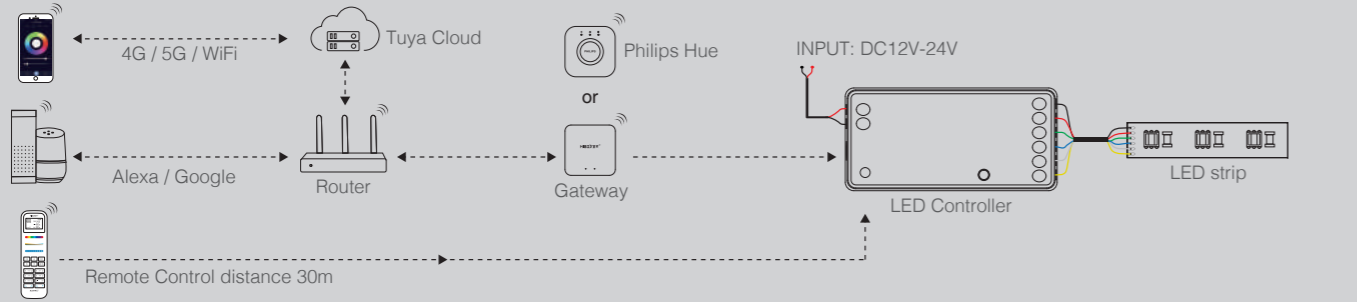 4G / 5G / WiFi
Tuya Cloud
PHILIPS
Philips Hue
INPUT: DC12V-24V
or
Alexa / Google
Router
Gateway
LED Controller
LED strip
Remote Control distance 30m